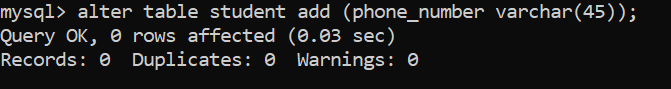 mysql> alter table student add (phone_number varchar(45));
Query OK, 0 rows affected (0.03 sec)
Records: 0  Duplicates: 0  Warnings: 0